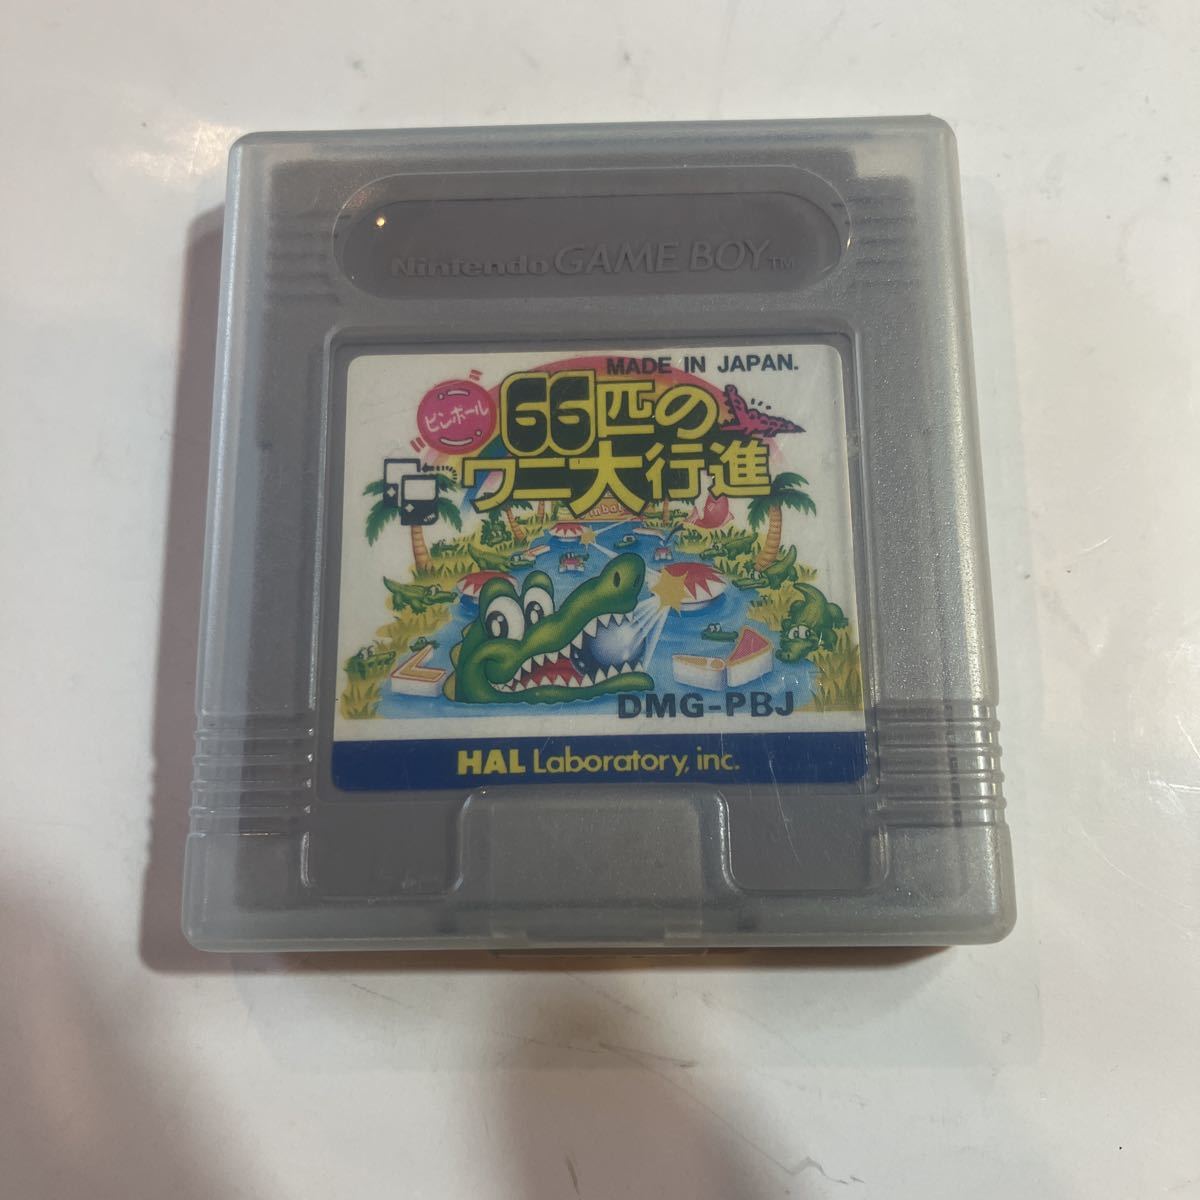 Nintendo GAME BOY TM
MADE IN JAPAN.
ピンボール
66匹の
ワニ大行進
DMG-PBJ
HAL Laboratory, inc.